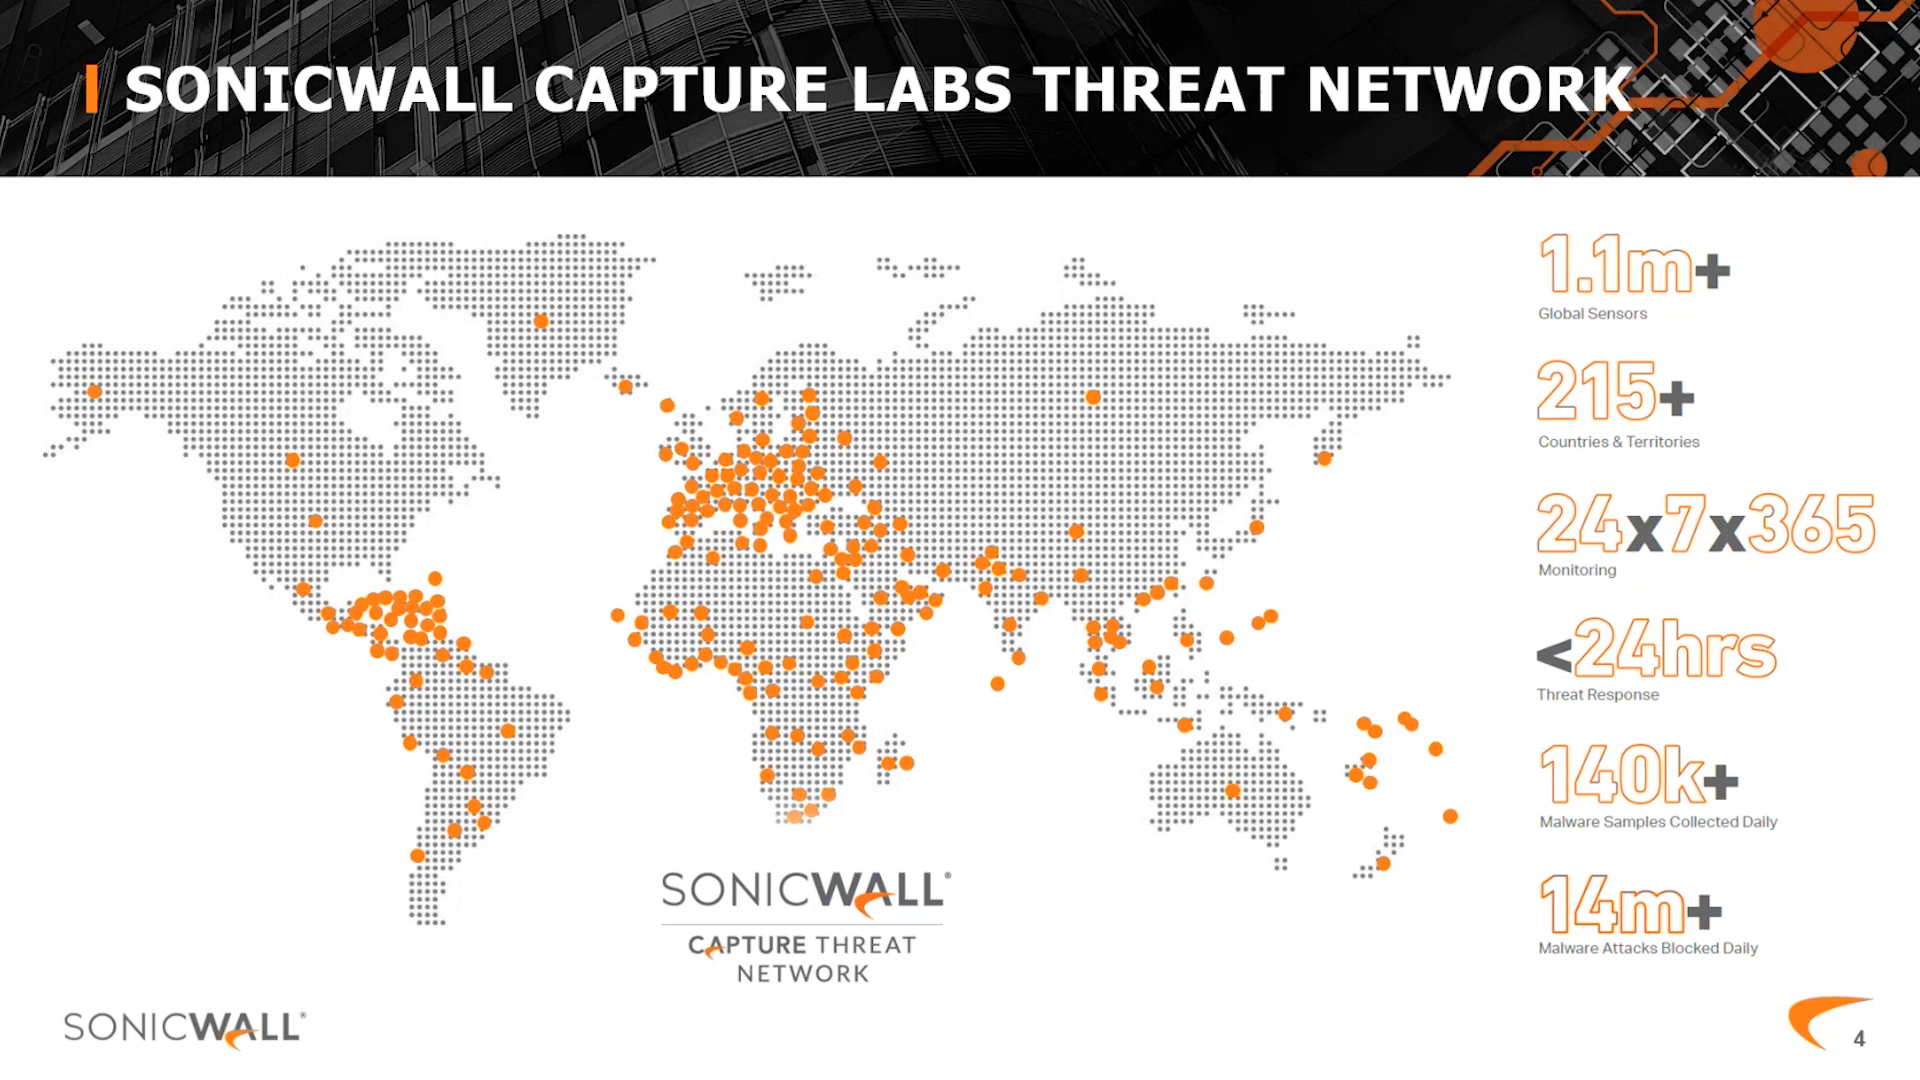 SONICWALL CAPTURE LABS THREAT NETWORK
1.1m+
Global Sensors
215+
Countries & Territories
24x7x365
Monitoring
<24hrs
Threat Response
140k+
Malware Samples Collected Daily
14m+
Malware Attacks Blocked Daily
SONICWALL®
CAPTURE THREAT
NETWORK
SONICWALL®
4